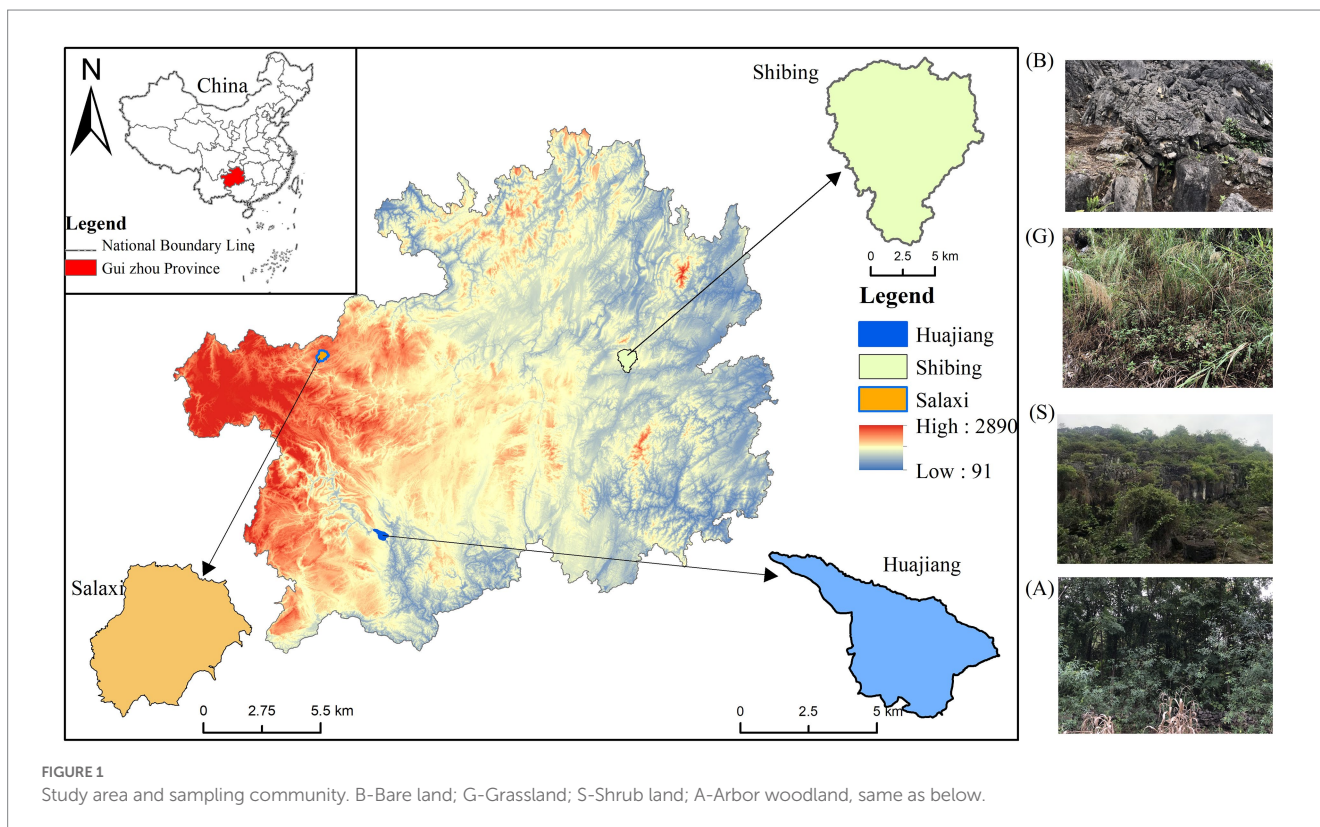 N
China
Legend
National Boundary Line
Gui zhou Province
Shibing
0 2.5 5 km
Legend
Huajiang
Shibing
Salaxi
High : 2890
Low : 91
Salaxi
0 2.75 5.5 km
Huajiang
0 2.5 5 km
(B)
(G)
(S)
(A)
FIGURE 1
Study area and sampling community. B-Bare land; G-Grassland; S-Shrub land; A-Arbor woodland, same as below.